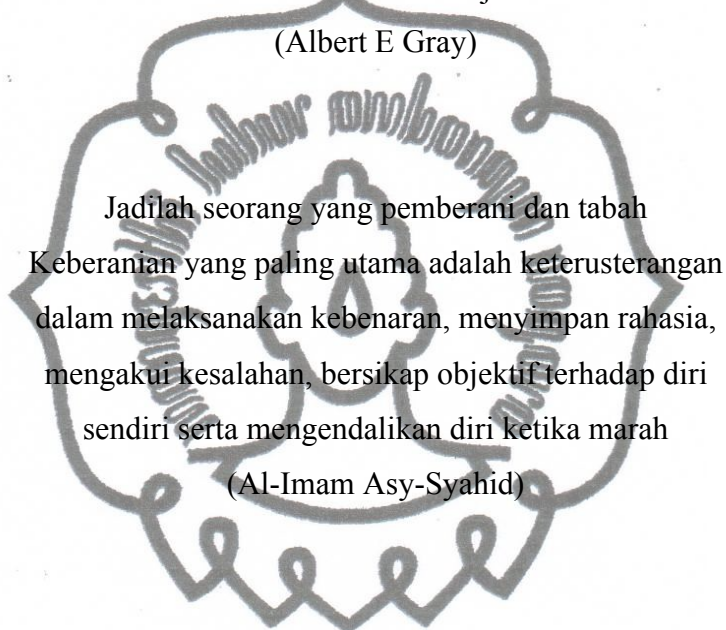 (Albert E Gray)
Jadilah seorang yang pemberani dan tabah
Keberanian yang paling utama adalah keterusterangan
dalam melaksanakan kebenaran, menyimpan rahasia,
mengakui kesalahan, bersikap objektif terhadap diri
sendiri serta mengendalikan diri ketika marah
(Al-Imam Asy-Syahid)